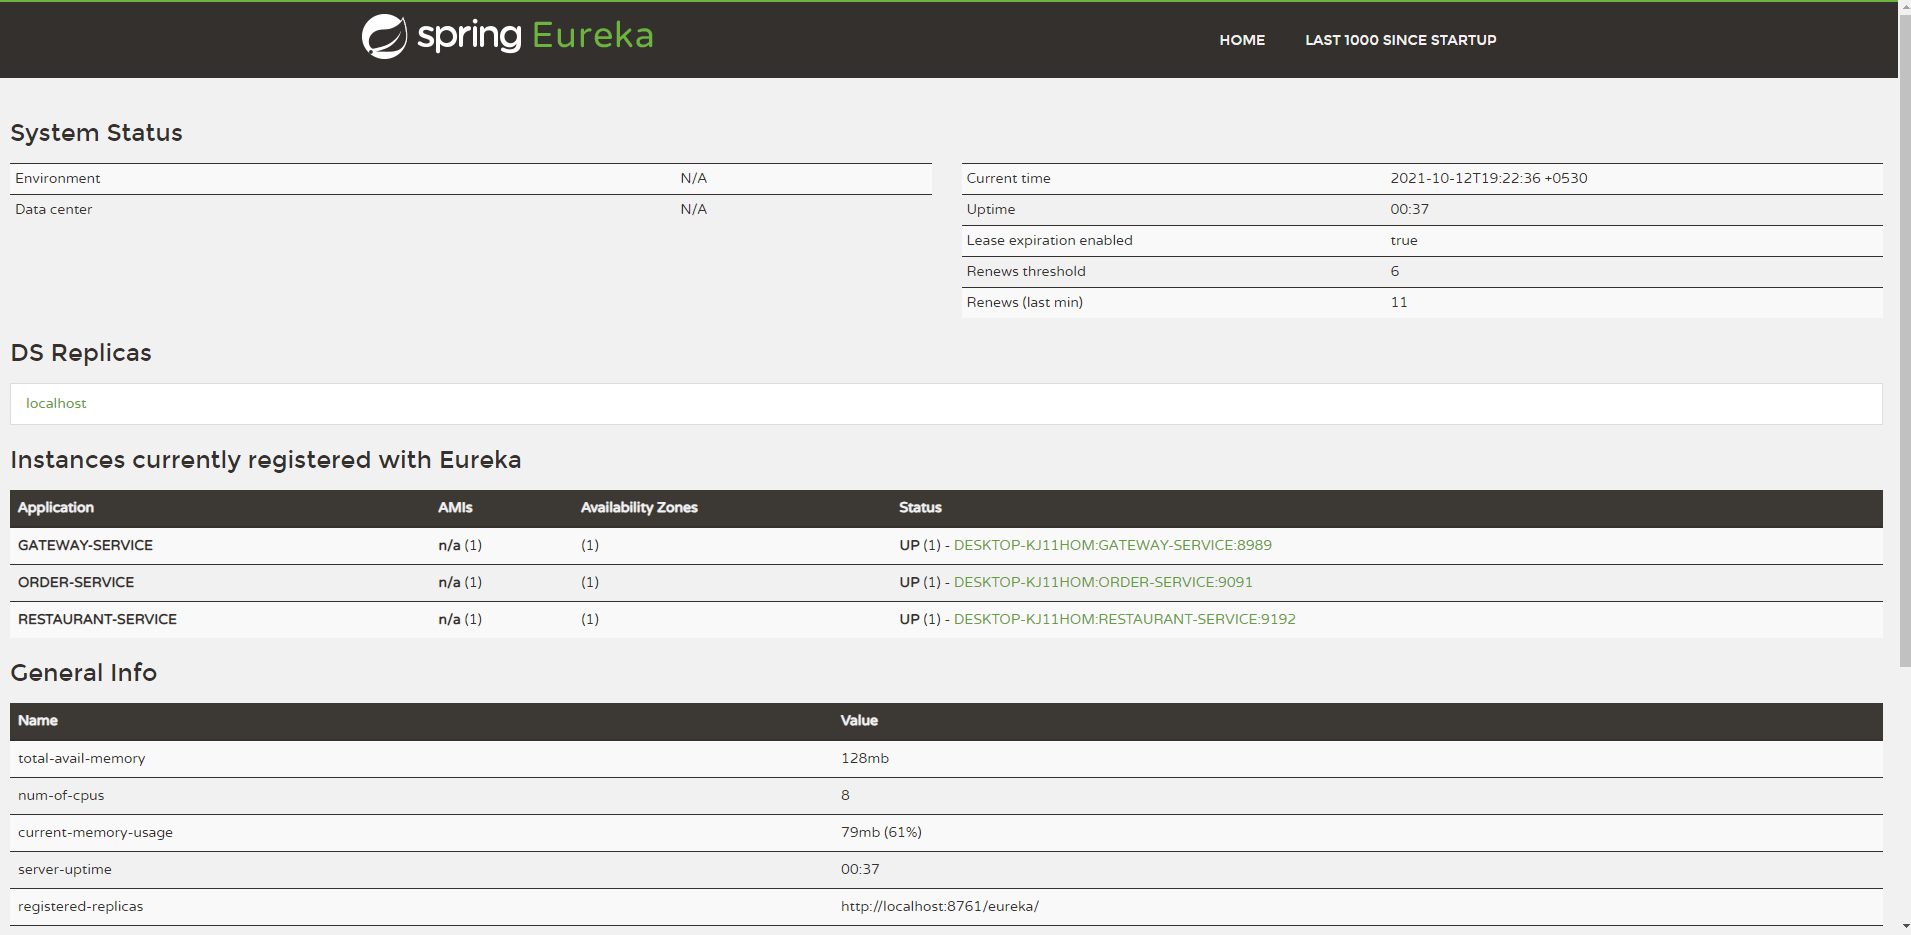 spring Eureka
HOME LAST 1000 SINCE STARTUP
System Status
Environment N/A
Data center N/A
Current time 2021-10-12T19:22:36 +0530
Uptime 00:37
Lease expiration enabled true
Renews threshold 6
Renews (last min) 11
DS Replicas
localhost
Instances currently registered with Eureka
Application AMIs Availability Zones Status
GATEWAY-SERVICE n/a (1) (1) UP (1) - DESKTOP-KJ11HOM:GATEWAY-SERVICE:8989
ORDER-SERVICE n/a (1) (1) UP (1) - DESKTOP-KJ11HOM:ORDER-SERVICE:9091
RESTAURANT-SERVICE n/a (1) (1) UP (1) - DESKTOP-KJ11HOM:RESTAURANT-SERVICE:9192
General Info
Name Value
total-avail-memory 128mb
num-of-cpus 8
current-memory-usage 79mb (61%)
server-uptime 00:37
registered-replicas http://localhost:8761/eureka/